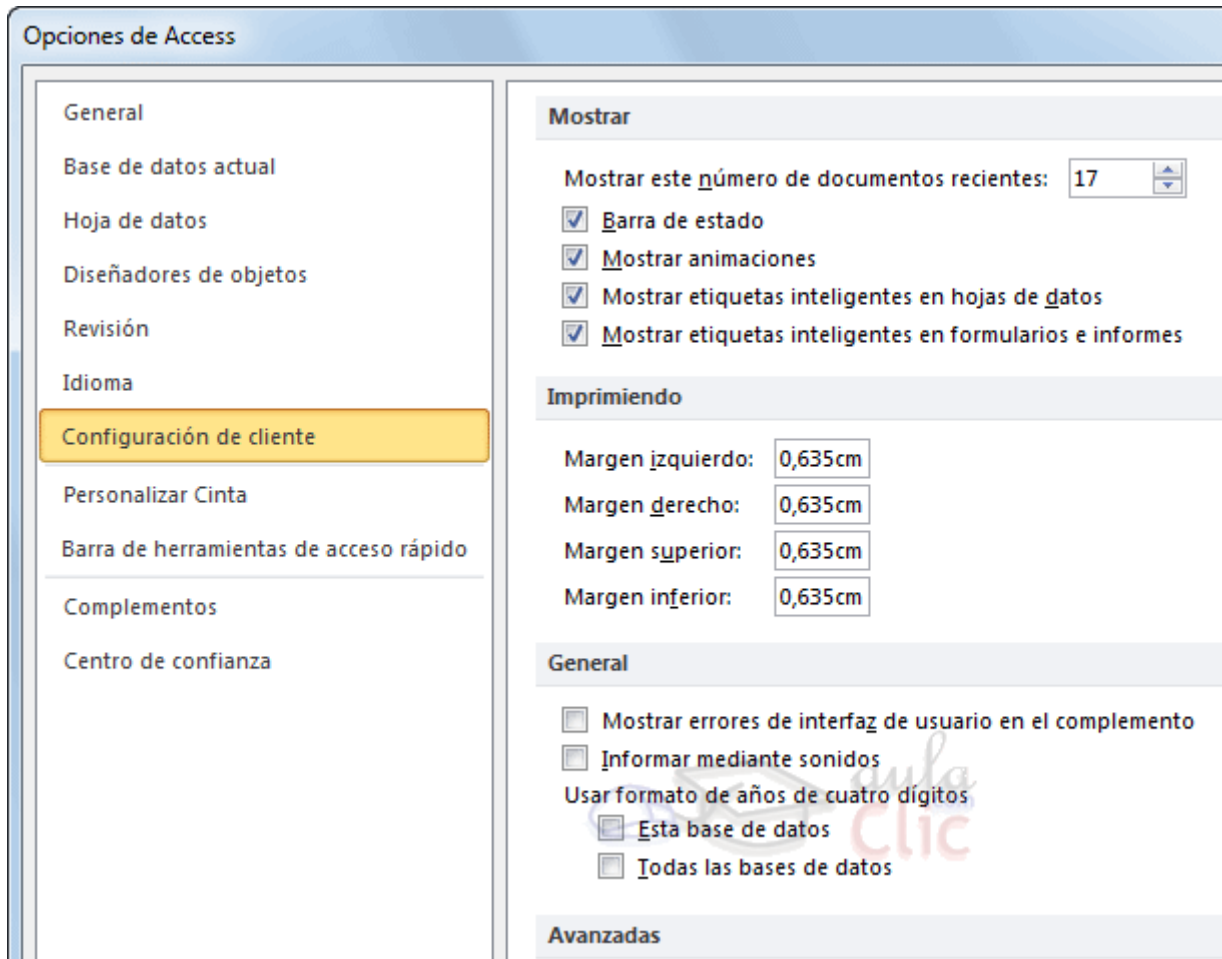 Opciones de Access
General
Base de datos actual
Hoja de datos
Diseñadores de objetos
Revisión
Idioma
Configuración de cliente
Personalizar Cinta
Barra de herramientas de acceso rápido
Complementos
Centro de confianza
Mostrar
Mostrar este número de documentos recientes: 17
Barra de estado
Mostrar animaciones
Mostrar etiquetas inteligentes en hojas de datos
Mostrar etiquetas inteligentes en formularios e informes
Imprimiendo
Margen izquierdo: 0,635cm
Margen derecho: 0,635cm
Margen superior: 0,635cm
Margen inferior: 0,635cm
General
Mostrar errores de interfaz de usuario en el complemento
Informar mediante sonidos
Usar formato de años de cuatro dígitos
Esta base de datos
Todas las bases de datos
aula
Clic
Avanzadas